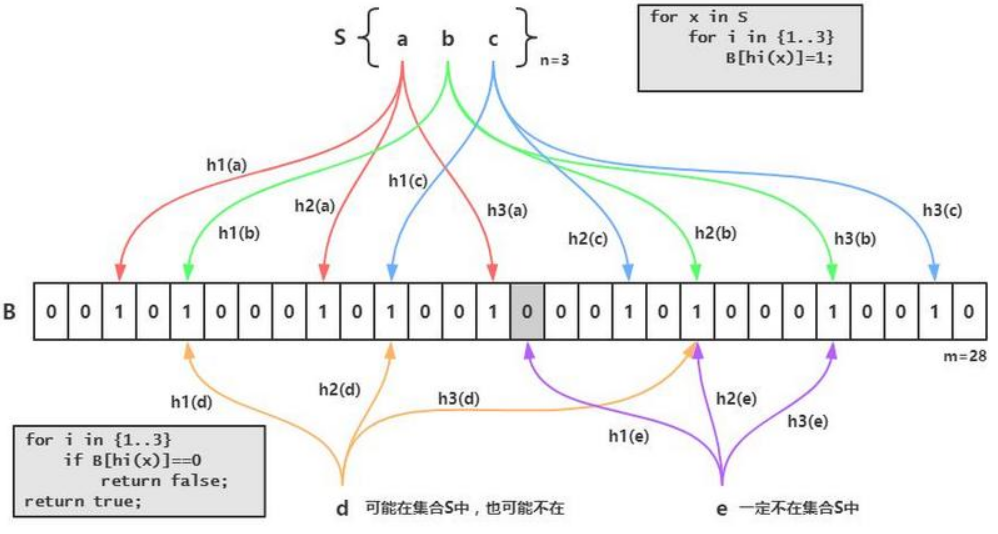 S { a b c } n=3
for x in S
for i in {1..3}
B[hi(x)]=1;
h1(a)
h1(c)
h2(a)
h3(a)
h3(c)
h1(b)
h2(c)
h2(b)
h3(b)
B 0 0 1 0 1 0 0 0 1 0 1 0 0 1 0 0 0 1 0 1 0 0 0 1 0 0 1 0
m=28
h1(d)
h2(d)
h3(d)
h2(e)
h3(e)
h1(e)
for i in {1..3}
if B[hi(x)]==0
return false;
return true;
d 可能在集合S中，也可能不在
e 一定不在集合S中